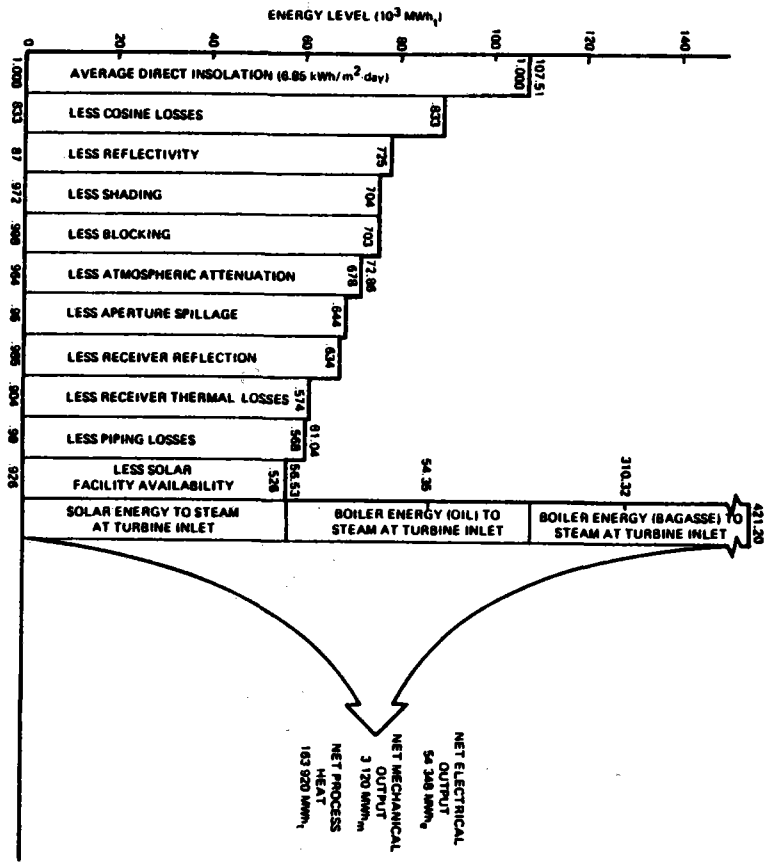 ENERGY LEVEL (10³ MWhₜ)
0 20 40 60 80 100 120 140
1.000 AVERAGE DIRECT INSOLATION (6.85 kWh/m²·day) 1.000 107.51
.833 LESS COSINE LOSSES .833
.87 LESS REFLECTIVITY .725
.972 LESS SHADING .704
.998 LESS BLOCKING .703
.964 LESS ATMOSPHERIC ATTENUATION .678 72.86
.95 LESS APERTURE SPILLAGE .644
.985 LESS RECEIVER REFLECTION .634
.904 LESS RECEIVER THERMAL LOSSES .574
.99 LESS PIPING LOSSES .568 61.04
.926 LESS SOLAR
FACILITY AVAILABILITY .526 56.53
54.35
310.32
421.20
SOLAR ENERGY TO STEAM
AT TURBINE INLET
BOILER ENERGY (OIL) TO
STEAM AT TURBINE INLET
BOILER ENERGY (BAGASSE) TO
STEAM AT TURBINE INLET
NET ELECTRICAL
OUTPUT
54 348 MWhₑ
NET MECHANICAL
OUTPUT
3 120 MWhₘ
NET PROCESS
HEAT
163 920 MWhₜ